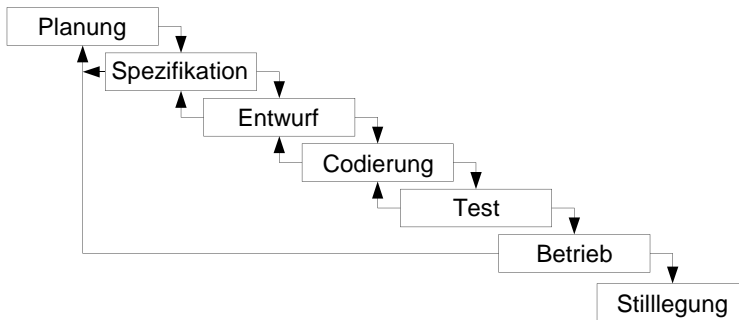 Planung
Spezifikation
Entwurf
Codierung
Test
Betrieb
Stilllegung